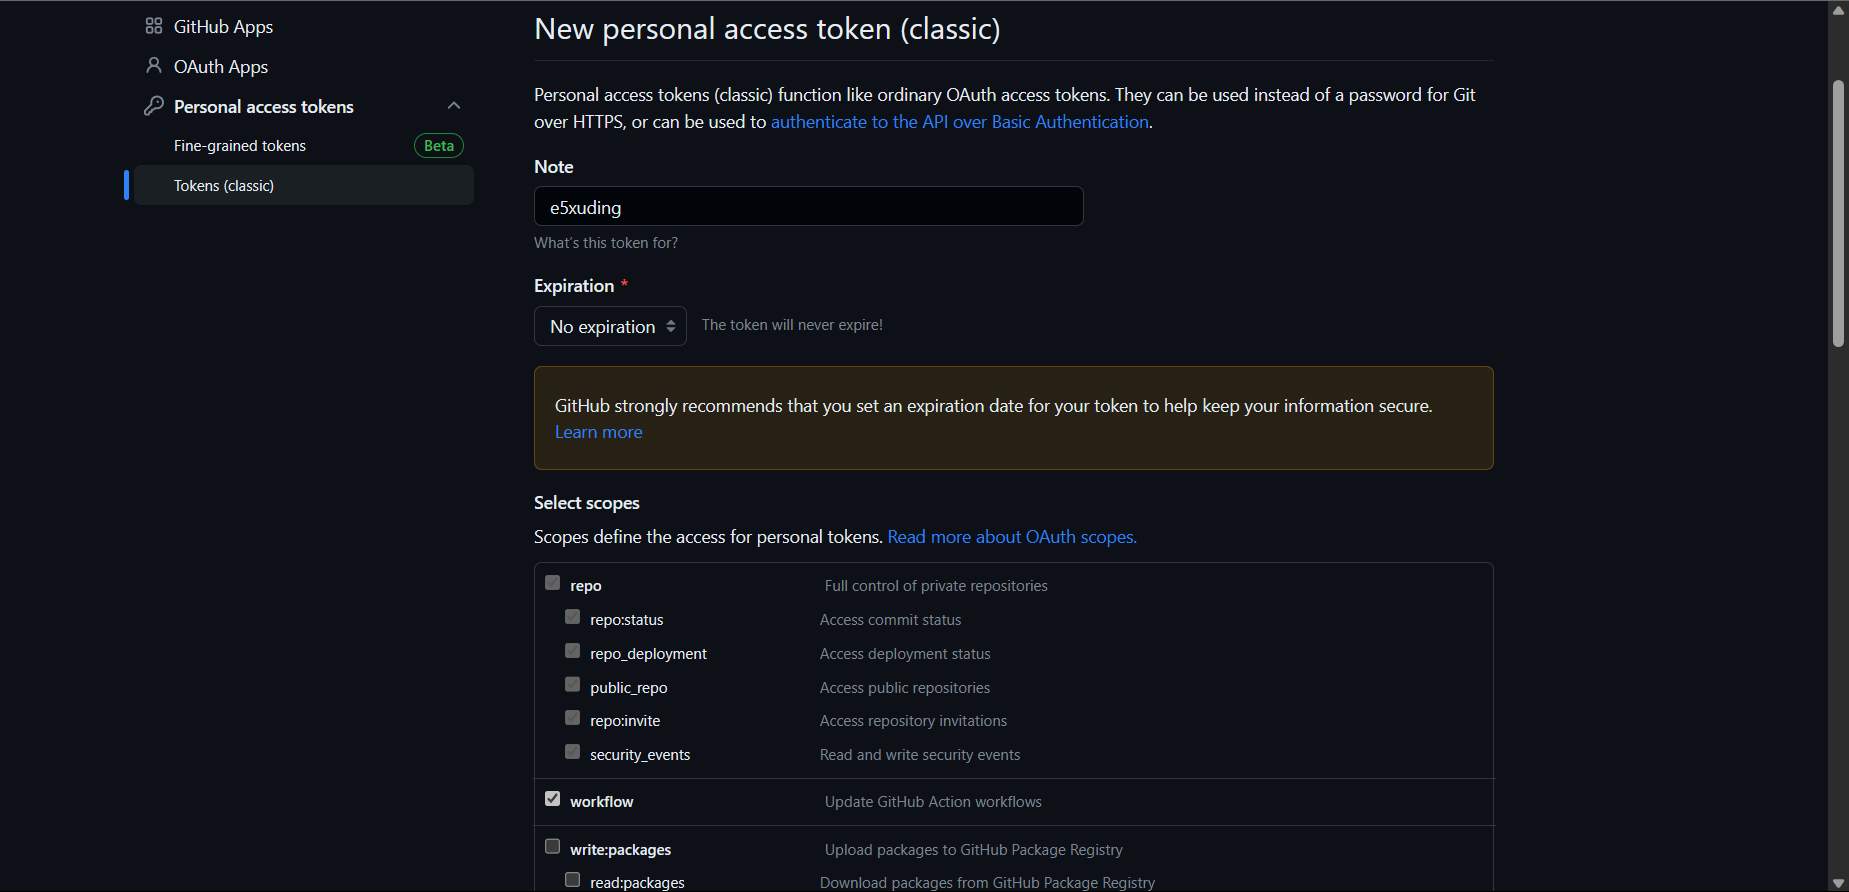 GitHub Apps
OAuth Apps
Personal access tokens
Fine-grained tokens Beta
Tokens (classic)
New personal access token (classic)
Personal access tokens (classic) function like ordinary OAuth access tokens. They can be used instead of a password for Git
over HTTPS, or can be used to authenticate to the API over Basic Authentication.
Note
e5xuding
What's this token for?
Expiration *
No expiration The token will never expire!
GitHub strongly recommends that you set an expiration date for your token to help keep your information secure.
Learn more
Select scopes
Scopes define the access for personal tokens. Read more about OAuth scopes.
repo Full control of private repositories
repo:status Access commit status
repo_deployment Access deployment status
public_repo Access public repositories
repo:invite Access repository invitations
security_events Read and write security events
workflow Update GitHub Action workflows
write:packages Upload packages to GitHub Package Registry
read:packages Download packages from GitHub Package Registry